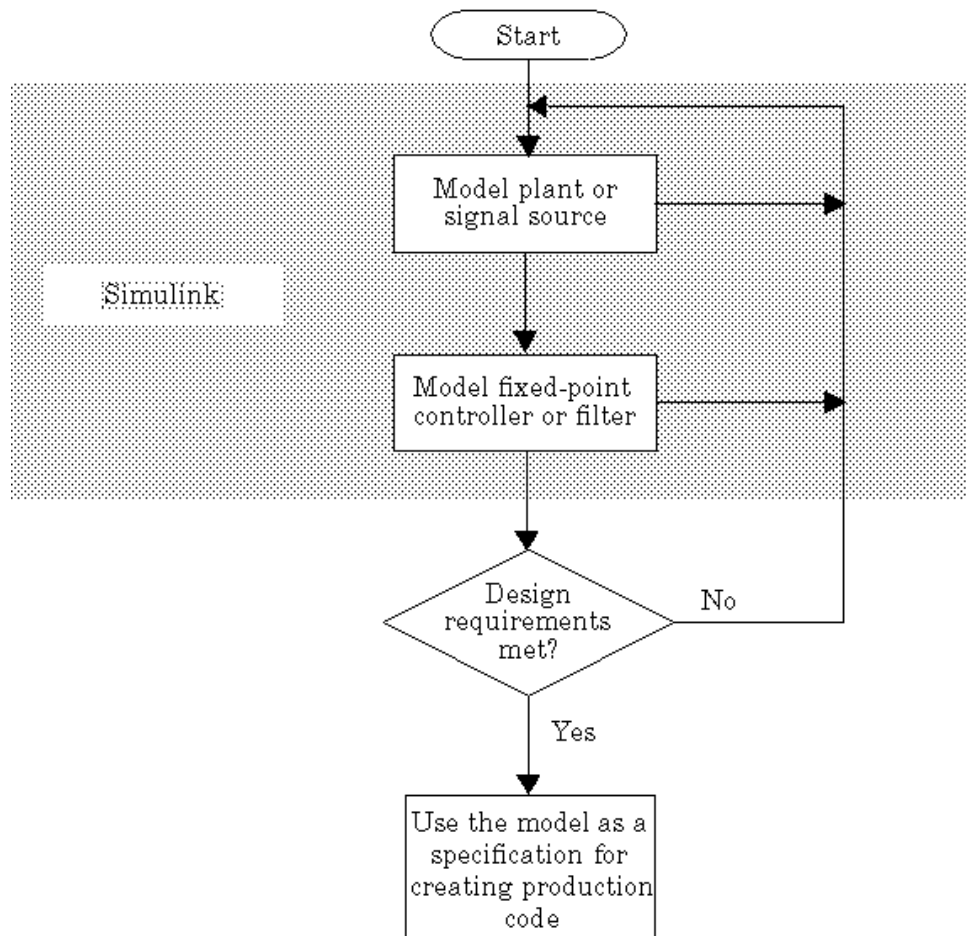 Start
Model plant or
signal source
Simulink
Model fixed-point
controller or filter
Design
requirements
met?
No
Yes
Use the model as a
specification for
creating production
code